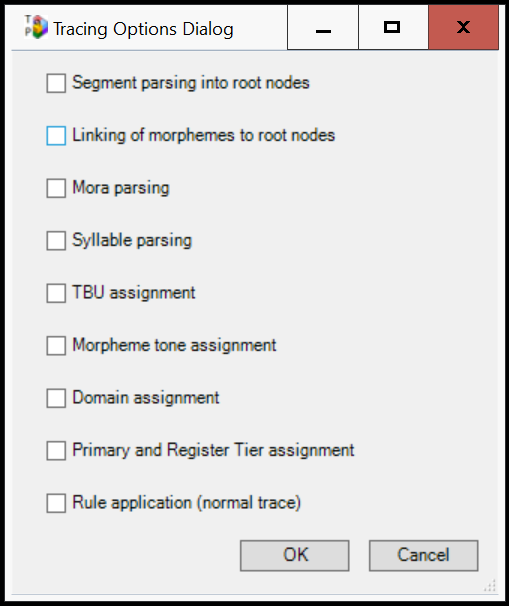 Tracing Options Dialog
Segment parsing into root nodes
Linking of morphemes to root nodes
Mora parsing
Syllable parsing
TBU assignment
Morpheme tone assignment
Domain assignment
Primary and Register Tier assignment
Rule application (normal trace)
OK Cancel